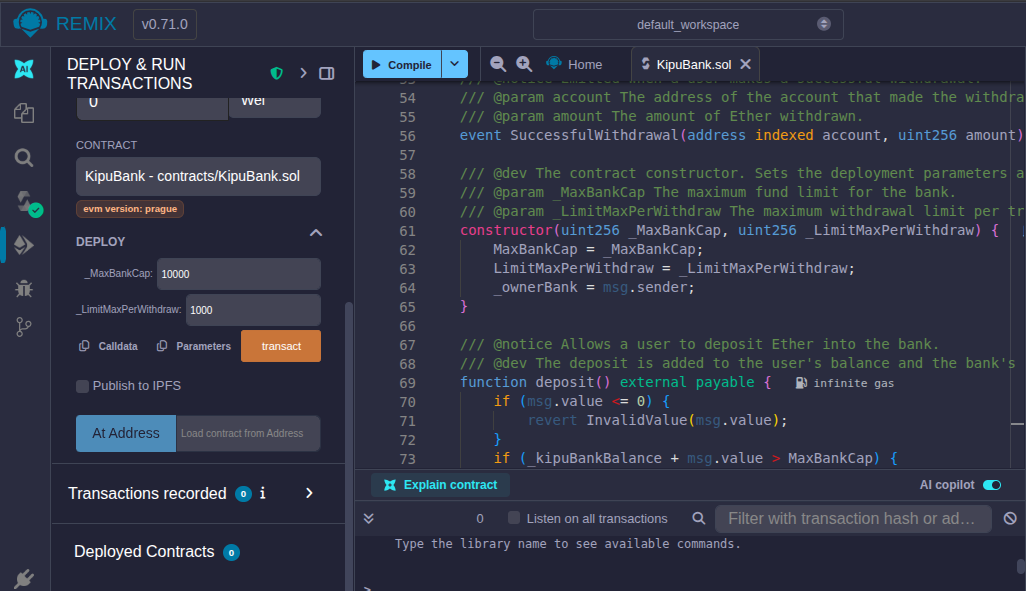 REMIX v0.71.0 default_workspace
DEPLOY & RUN
TRANSACTIONS
0 Wei
CONTRACT
KipuBank - contracts/KipuBank.sol
evm version: prague
DEPLOY
_MaxBankCap: 10000
_LimitMaxPerWithdraw: 1000
Calldata Parameters transact
Publish to IPFS
At Address Load contract from Address
Transactions recorded 0 i
Deployed Contracts 0
AI
Compile Home KipuBank.sol
54 /// @param account The address of the account that made the withdra
55 /// @param amount The amount of Ether withdrawn.
56 event SuccessfulWithdrawal(address indexed account, uint256 amount)
57
58 /// @dev The contract constructor. Sets the deployment parameters a
59 /// @param _MaxBankCap The maximum fund limit for the bank.
60 /// @param _LimitMaxPerWithdraw The maximum withdrawal limit per tr
61 constructor(uint256 _MaxBankCap, uint256 _LimitMaxPerWithdraw) {
62 MaxBankCap = _MaxBankCap;
63 LimitMaxPerWithdraw = _LimitMaxPerWithdraw;
64 _ownerBank = msg.sender;
65 }
66
67 /// @notice Allows a user to deposit Ether into the bank.
68 /// @dev The deposit is added to the user's balance and the bank's
69 function deposit() external payable { infinite gas
70 if (msg.value <= 0) {
71 revert InvalidValue(msg.value);
72 }
73 if (_kipuBankBalance + msg.value > MaxBankCap) {
Explain contract AI copilot
0 Listen on all transactions Filter with transaction hash or ad…
Type the library name to see available commands.
>